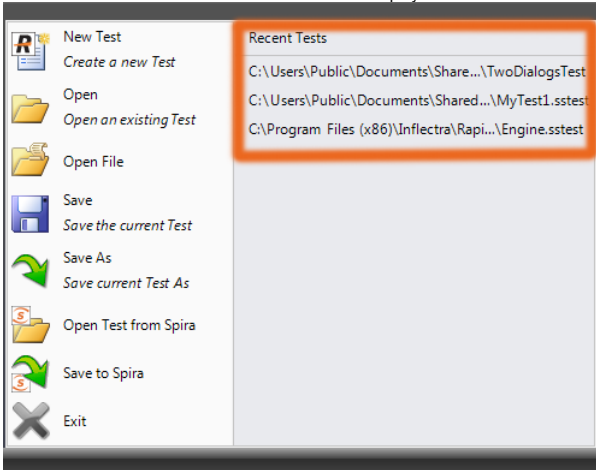 New Test
Create a new Test
Open
Open an existing Test
Open File
Save
Save the current Test
Save As
Save current Test As
Open Test from Spira
Save to Spira
Exit
Recent Tests
C:\Users\Public\Documents\Share...\TwoDialogsTest
C:\Users\Public\Documents\Shared...\MyTest1.sstest
C:\Program Files (x86)\Inflectra\Rapi...\Engine.sstest